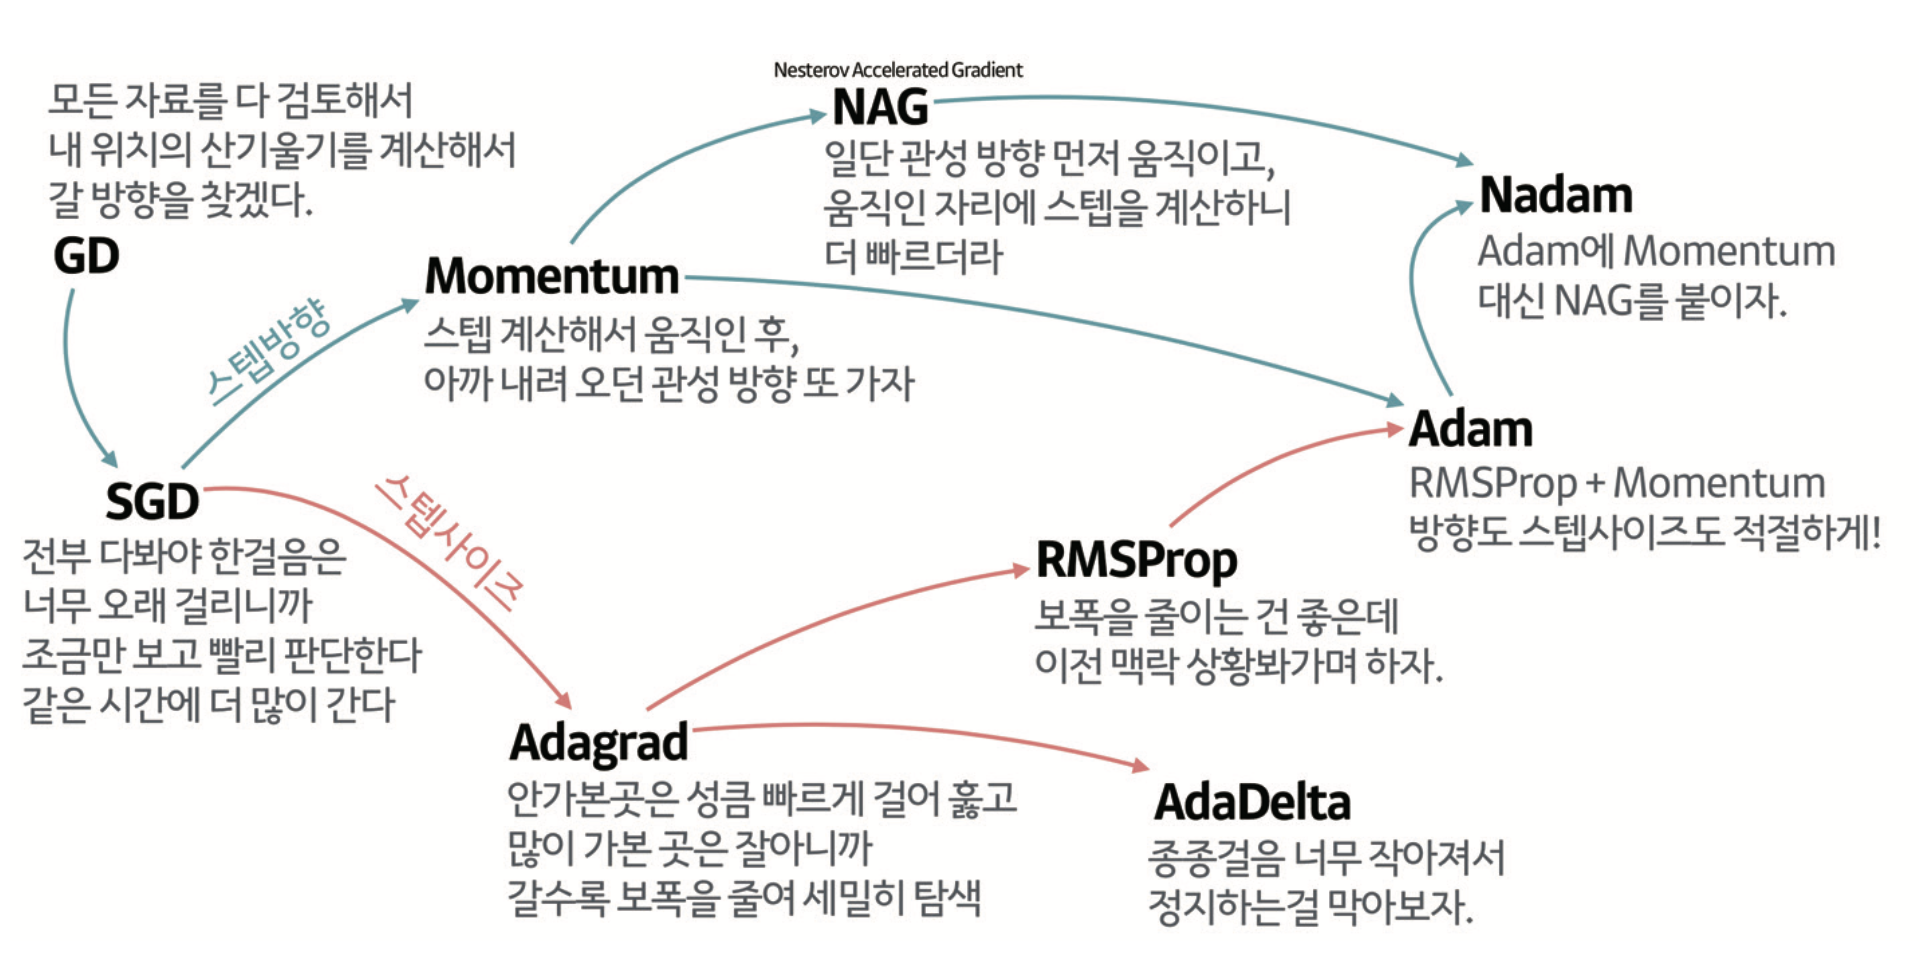 모든 자료를 다 검토해서
내 위치의 산기울기를 계산해서
갈 방향을 찾겠다.
GD
스텝방향
스텝사이즈
SGD
전부 다봐야 한걸음은
너무 오래 걸리니까
조금만 보고 빨리 판단한다
같은 시간에 더 많이 간다
Momentum
스텝 계산해서 움직인 후,
아까 내려 오던 관성 방향 또 가자
Nesterov Accelerated Gradient
NAG
일단 관성 방향 먼저 움직이고,
움직인 자리에 스텝을 계산하니
더 빠르더라
Nadam
Adam에 Momentum
대신 NAG를 붙이자.
Adam
RMSProp + Momentum
방향도 스텝사이즈도 적절하게!
RMSProp
보폭을 줄이는 건 좋은데
이전 맥락 상황봐가며 하자.
Adagrad
안가본곳은 성큼 빠르게 걸어 훓고
많이 가본 곳은 잘아니까
갈수록 보폭을 줄여 세밀히 탐색
AdaDelta
종종걸음 너무 작아져서
정지하는걸 막아보자.